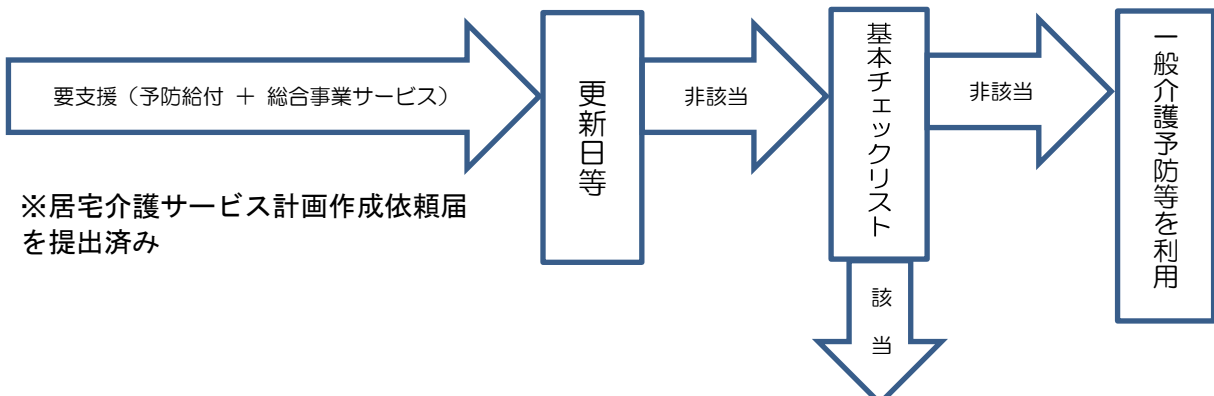 要支援（予防給付 ＋ 総合事業サービス）
更新日等
非該当
基本チェックリスト
非該当
一般介護予防等を利用
※居宅介護サービス計画作成依頼届
を提出済み
該当